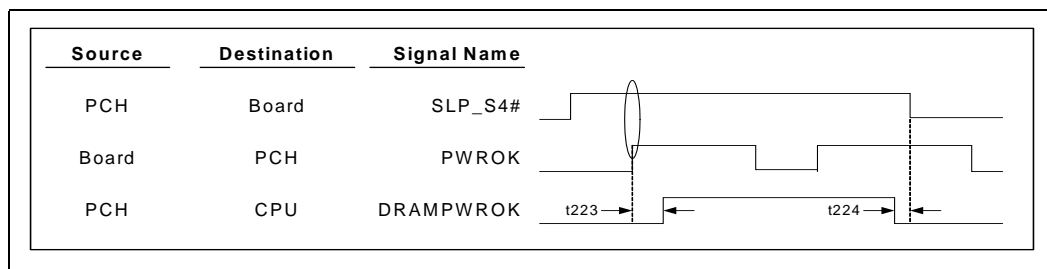 Source Destination Signal Name
PCH Board SLP_S4#
Board PCH PWROK
PCH CPU DRAMPWROK t223 t224